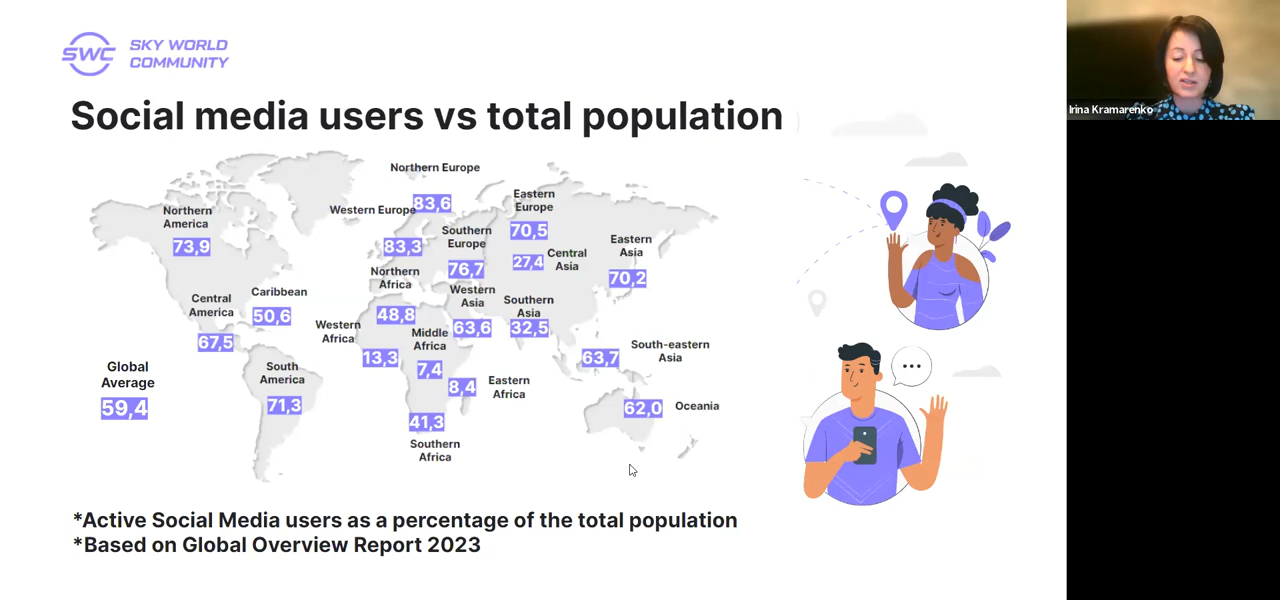 SWC
SKY WORLD
COMMUNITY
Irina Kramarenko
Social media users vs total population
Northern Europe
83,6
Western Europe
83,3
Eastern
Europe
70,5
Northern
America
73,9
Southern
Europe
76,7
Central
Asia
27,4
Eastern
Asia
70,2
Northern
Africa
48,8
Caribbean
50,6
Central
America
67,5
Western
Asia
63,6
Southern
Asia
32,5
Western
Africa
13,3
Middle
Africa
7,4
South-eastern
Asia
63,7
Global
Average
59,4
South
America
71,3
8,4
Eastern
Africa
62,0
Oceania
41,3
Southern
Africa
*Active Social Media users as a percentage of the total population
*Based on Global Overview Report 2023